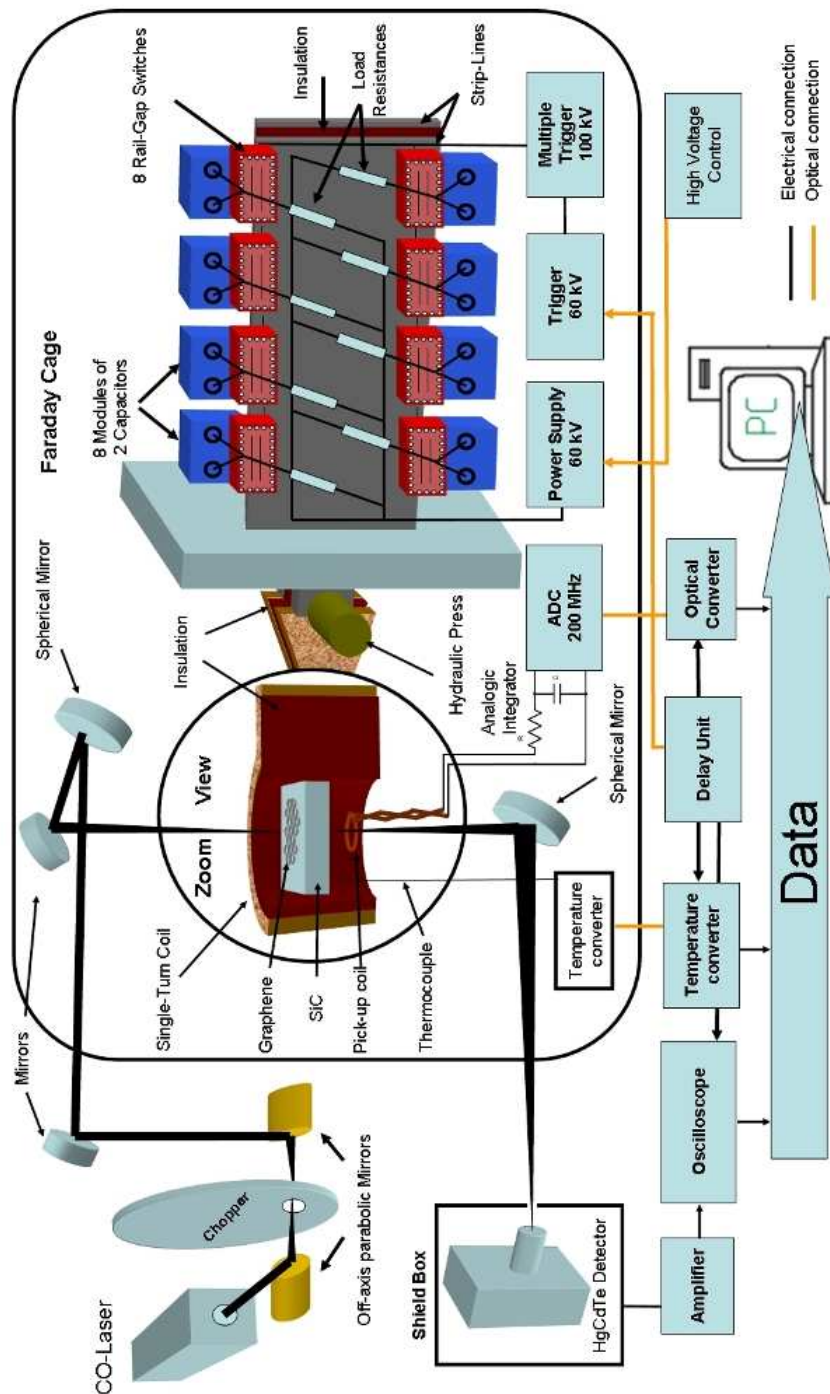 CO-Laser
Chopper
Off-axis parabolic Mirrors
Mirrors
Spherical Mirror
Faraday Cage
8 Modules of
2 Capacitors
8 Rail-Gap Switches
Insulation
Load
Resistances
Strip-Lines
Zoom View
Insulation
Hydraulic Press
Single-Turn Coil
Graphene
SiC
Pick-up coil
Thermocouple
Analogic
Integrator
R
C
Spherical Mirror
Temperature
converter
ADC
200 MHz
Power Supply
60 kV
Trigger
60 kV
Multiple
Trigger
100 kV
High Voltage
Control
Shield Box
HgCdTe Detector
Amplifier
Oscilloscope
Temperature
converter
Delay Unit
Optical
Converter
PC
Data
Electrical connection
Optical connection